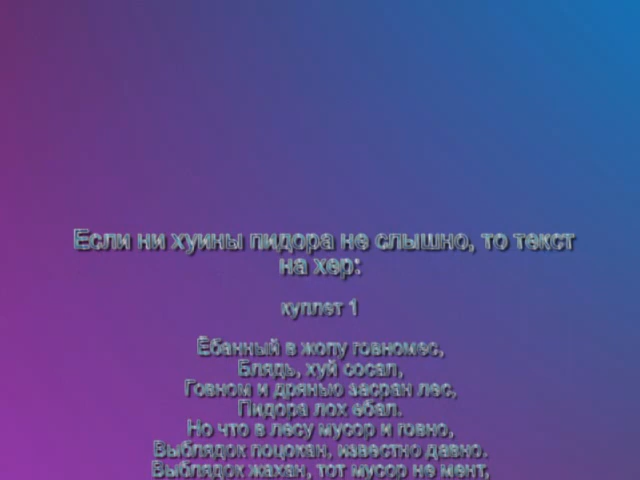 Если ни хуины пидора не слышно, то текст
на хер:
куплет 1
Ёбанный в жопу говномес,
Блядь, хуй сосал,
Говном и дрянью засран лес,
Пидора лох ебал.
Но что в лесу мусор и говно,
Выблядок поцокан, известно давно.
Выблядок жахан, тот мусор не мент,